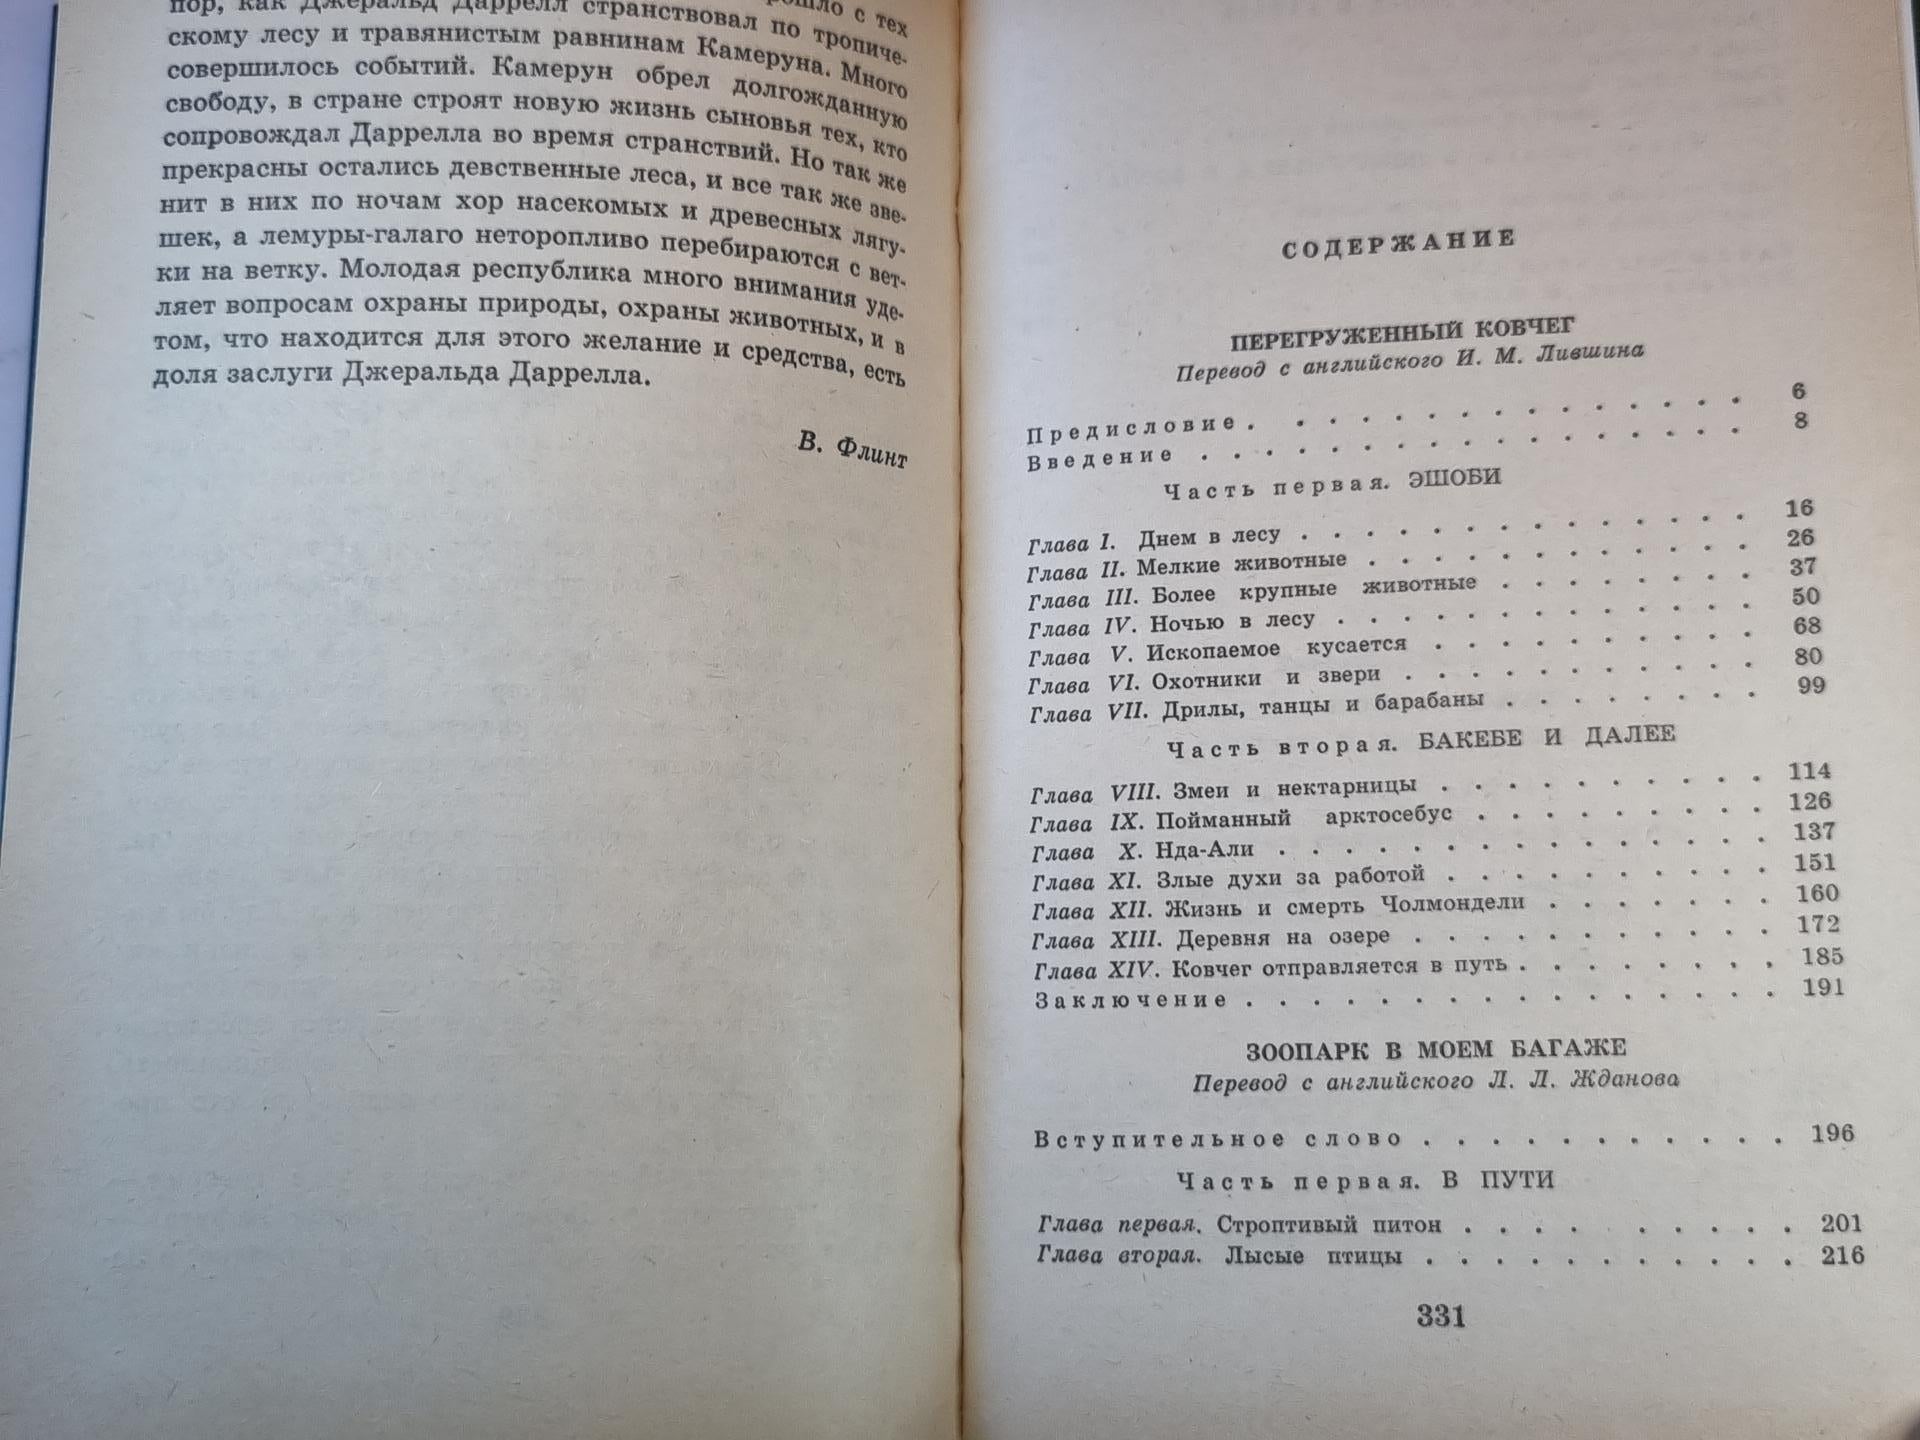 пор, как Джеральд Даррелл странствовал по тропиче-
скому лесу и травянистым равнинам Камеруна. Много
совершилось событий. Камерун обрел долгожданную
свободу, в стране строят новую жизнь сыновья тех, кто
сопровождал Даррелла во время странствий. Но так же
прекрасны остались девственные леса, и все так же зве-
нит в них по ночам хор насекомых и древесных лягу-
шек, а лемуры-галаго неторопливо перебираются с вет-
ки на ветку. Молодая республика много внимания уде-
ляет вопросам охраны природы, охраны животных, и в
том, что находится для этого желание и средства, есть
доля заслуги Джеральда Даррелла.
В. Флинт
СОДЕРЖАНИЕ
ПЕРЕГРУЖЕННЫЙ КОВЧЕГ
Перевод с английского И. М. Лившина
Предисловие . . . . . . . . . . . . . . . 6
Введение . . . . . . . . . . . . . . . . . 8
Часть первая. ЭШОБИ
Глава I. Днем в лесу . . . . . . . . . . . . . . 16
Глава II. Мелкие животные . . . . . . . . . . . . 26
Глава III. Более крупные животные . . . . . . . . 37
Глава IV. Ночью в лесу . . . . . . . . . . . . . 50
Глава V. Ископаемое кусается . . . . . . . . . . 68
Глава VI. Охотники и звери . . . . . . . . . . . 80
Глава VII. Дрилы, танцы и барабаны . . . . . . . . 99
Часть вторая. БАКЕБЕ И ДАЛЕЕ
Глава VIII. Змеи и нектарницы . . . . . . . . . . 114
Глава IX. Пойманный арктосебус . . . . . . . . . 126
Глава X. Нда-Али . . . . . . . . . . . . . . . 137
Глава XI. Злые духи за работой . . . . . . . . . . 151
Глава XII. Жизнь и смерть Чолмондели . . . . . . . 160
Глава XIII. Деревня на озере . . . . . . . . . . . 172
Глава XIV. Ковчег отправляется в путь . . . . . . . . 185
Заключение . . . . . . . . . . . . . . . . 191
ЗООПАРК В МОЕМ БАГАЖЕ
Перевод с английского Л. Л. Жданова
Вступительное слово . . . . . . . . . . . 196
Часть первая. В ПУТИ
Глава первая. Строптивый питон . . . . . . . . . . 201
Глава вторая. Лысые птицы . . . . . . . . . . . 216
331